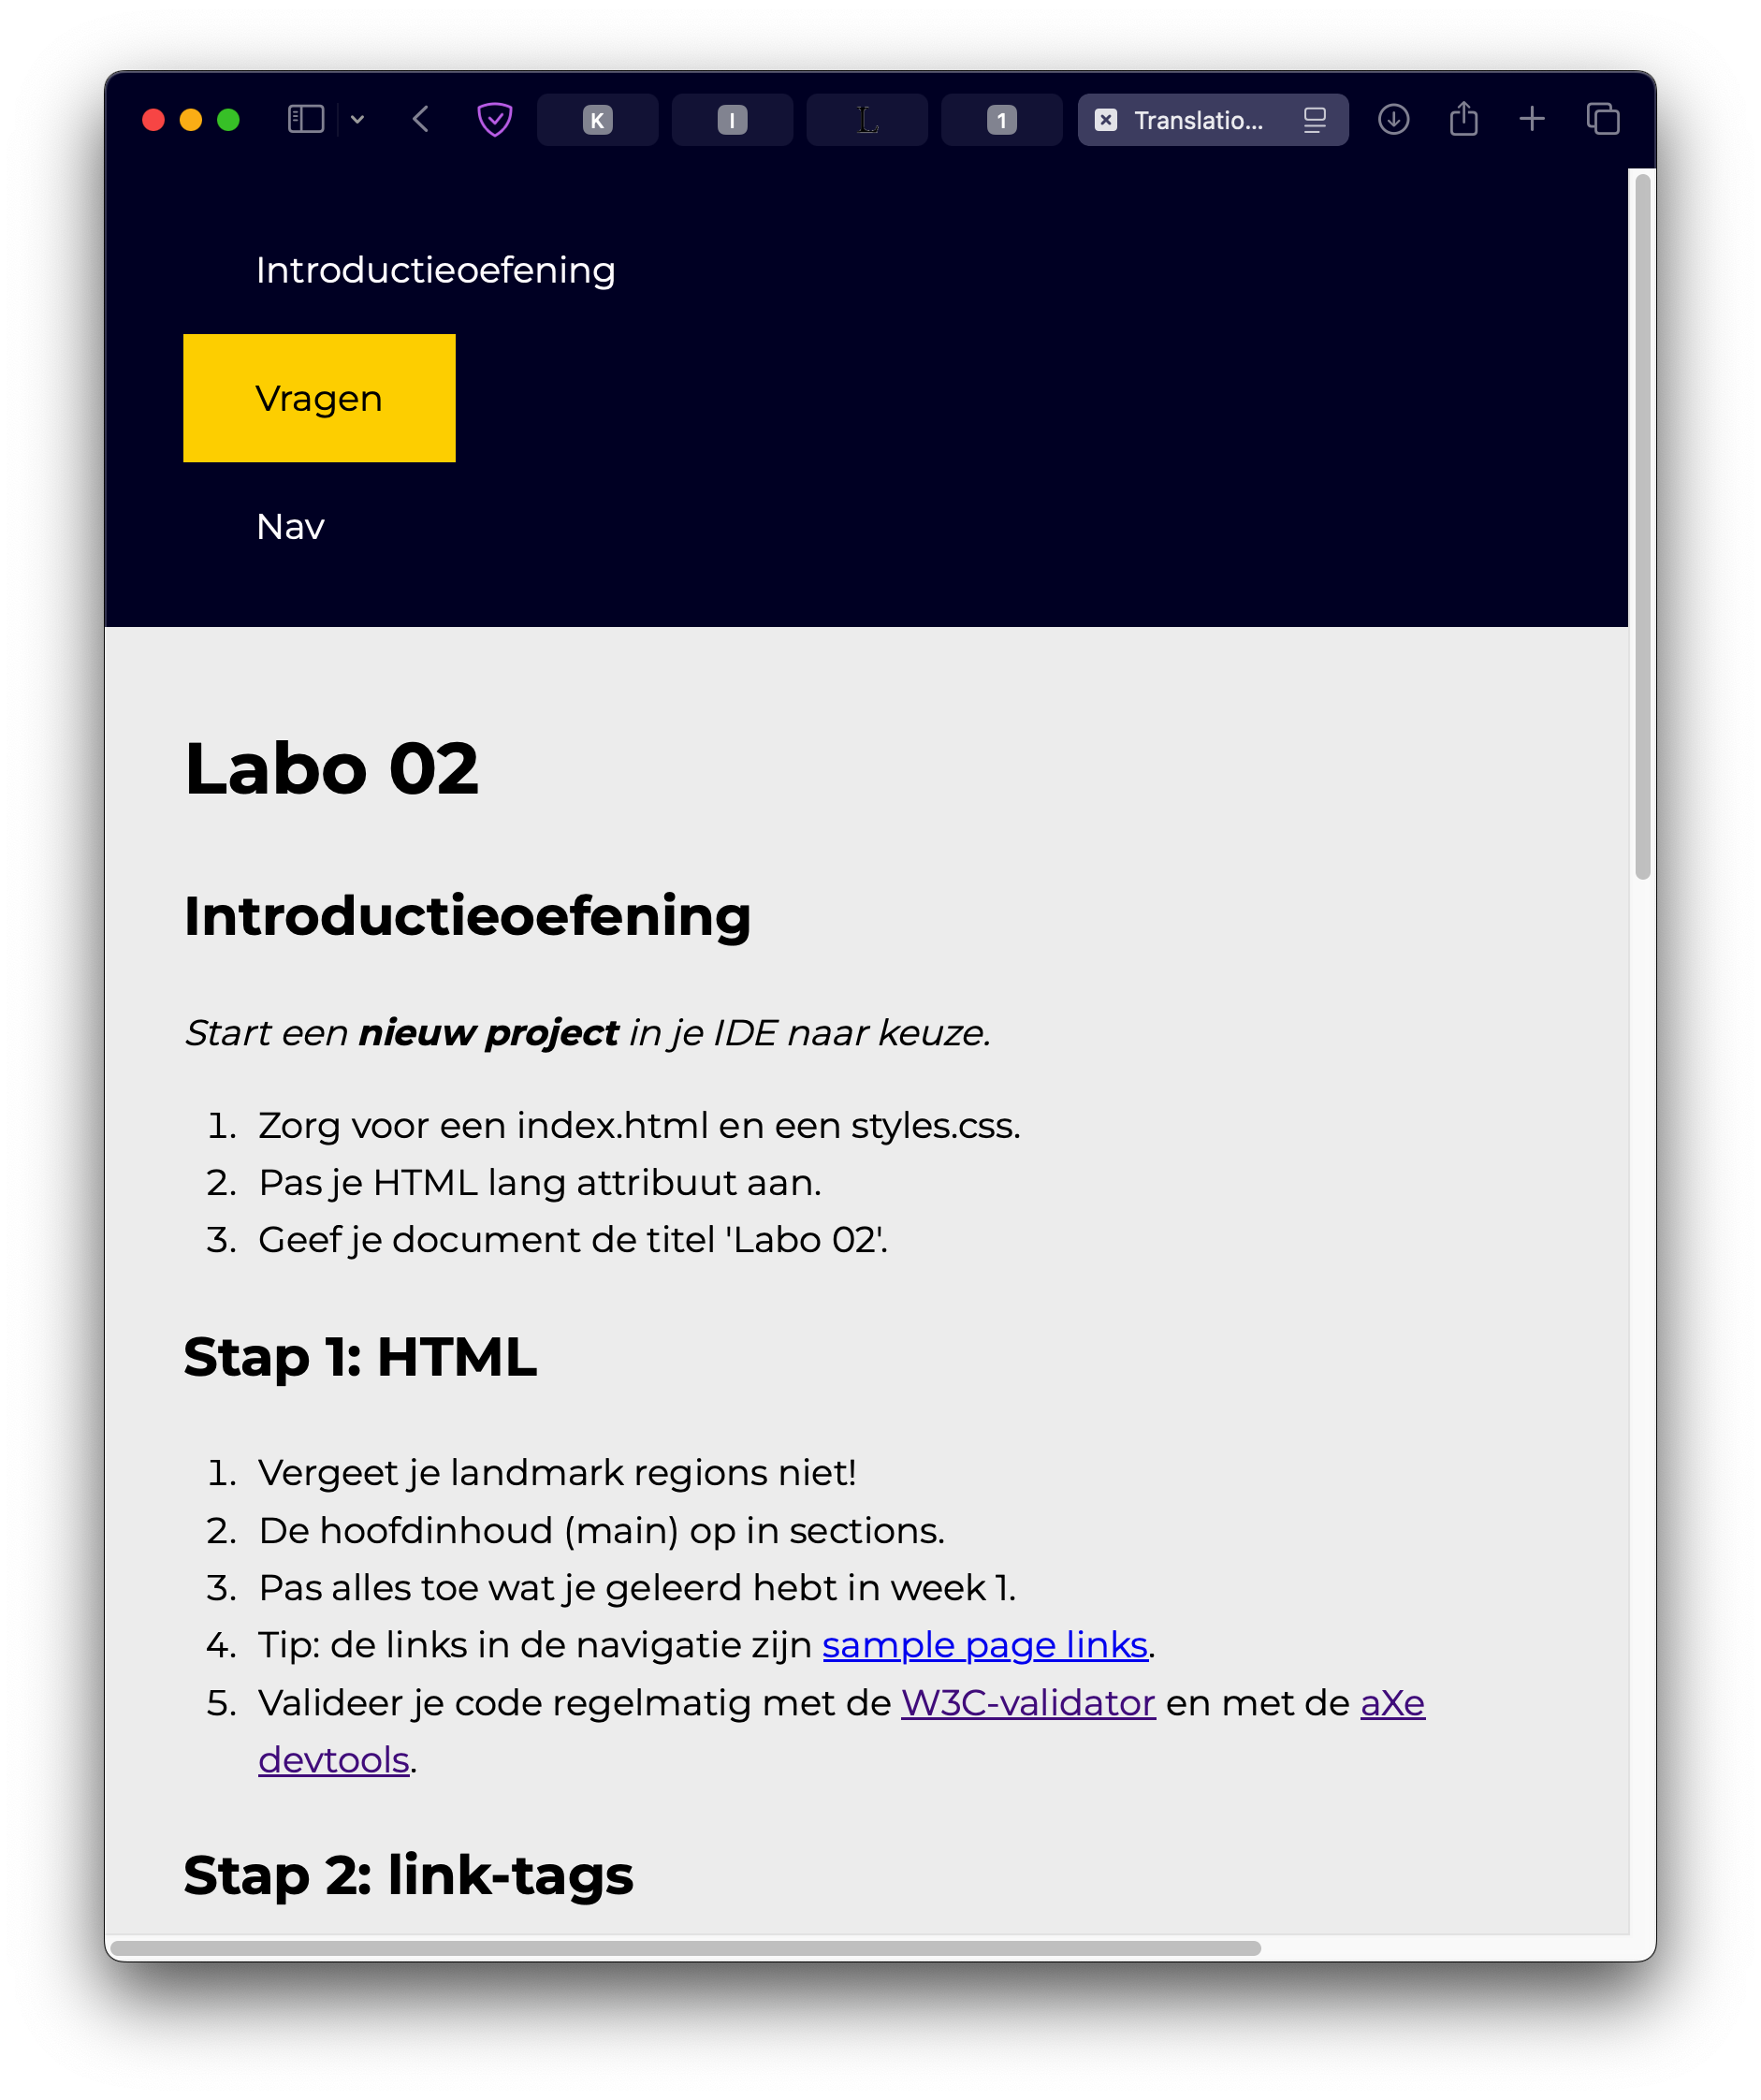 K I L 1 Translatio...
Introductieoefening
Vragen
Nav
Labo 02
Introductieoefening
Start een nieuw project in je IDE naar keuze.
1. Zorg voor een index.html en een styles.css.
2. Pas je HTML lang attribuut aan.
3. Geef je document de titel 'Labo 02'.
Stap 1: HTML
1. Vergeet je landmark regions niet!
2. De hoofdinhoud (main) op in sections.
3. Pas alles toe wat je geleerd hebt in week 1.
4. Tip: de links in de navigatie zijn sample page links.
5. Valideer je code regelmatig met de W3C-validator en met de aXe
devtools.
Stap 2: link-tags